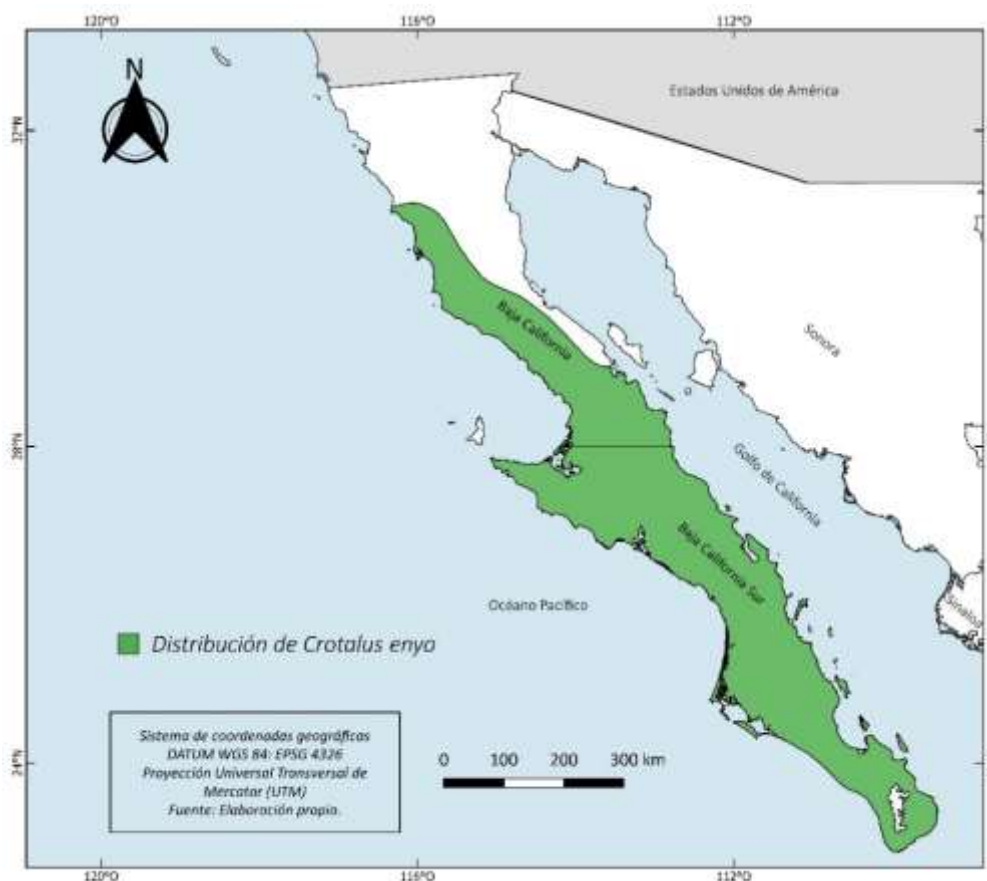 120°O 116°O 112°O
N
Estados Unidos de América
32°N
Baja California
Sonora
28°N
Golfo de California
Baja California Sur
Océano Pacífico
Sinaloa
Distribución de Crotalus enyo
Sistema de coordenadas geográficas
DATUM WGS 84: EPSG 4326
Proyección Universal Transversal de
Mercator (UTM)
Fuente: Elaboración propia.
0 100 200 300 km
24°N
120°O 116°O 112°O